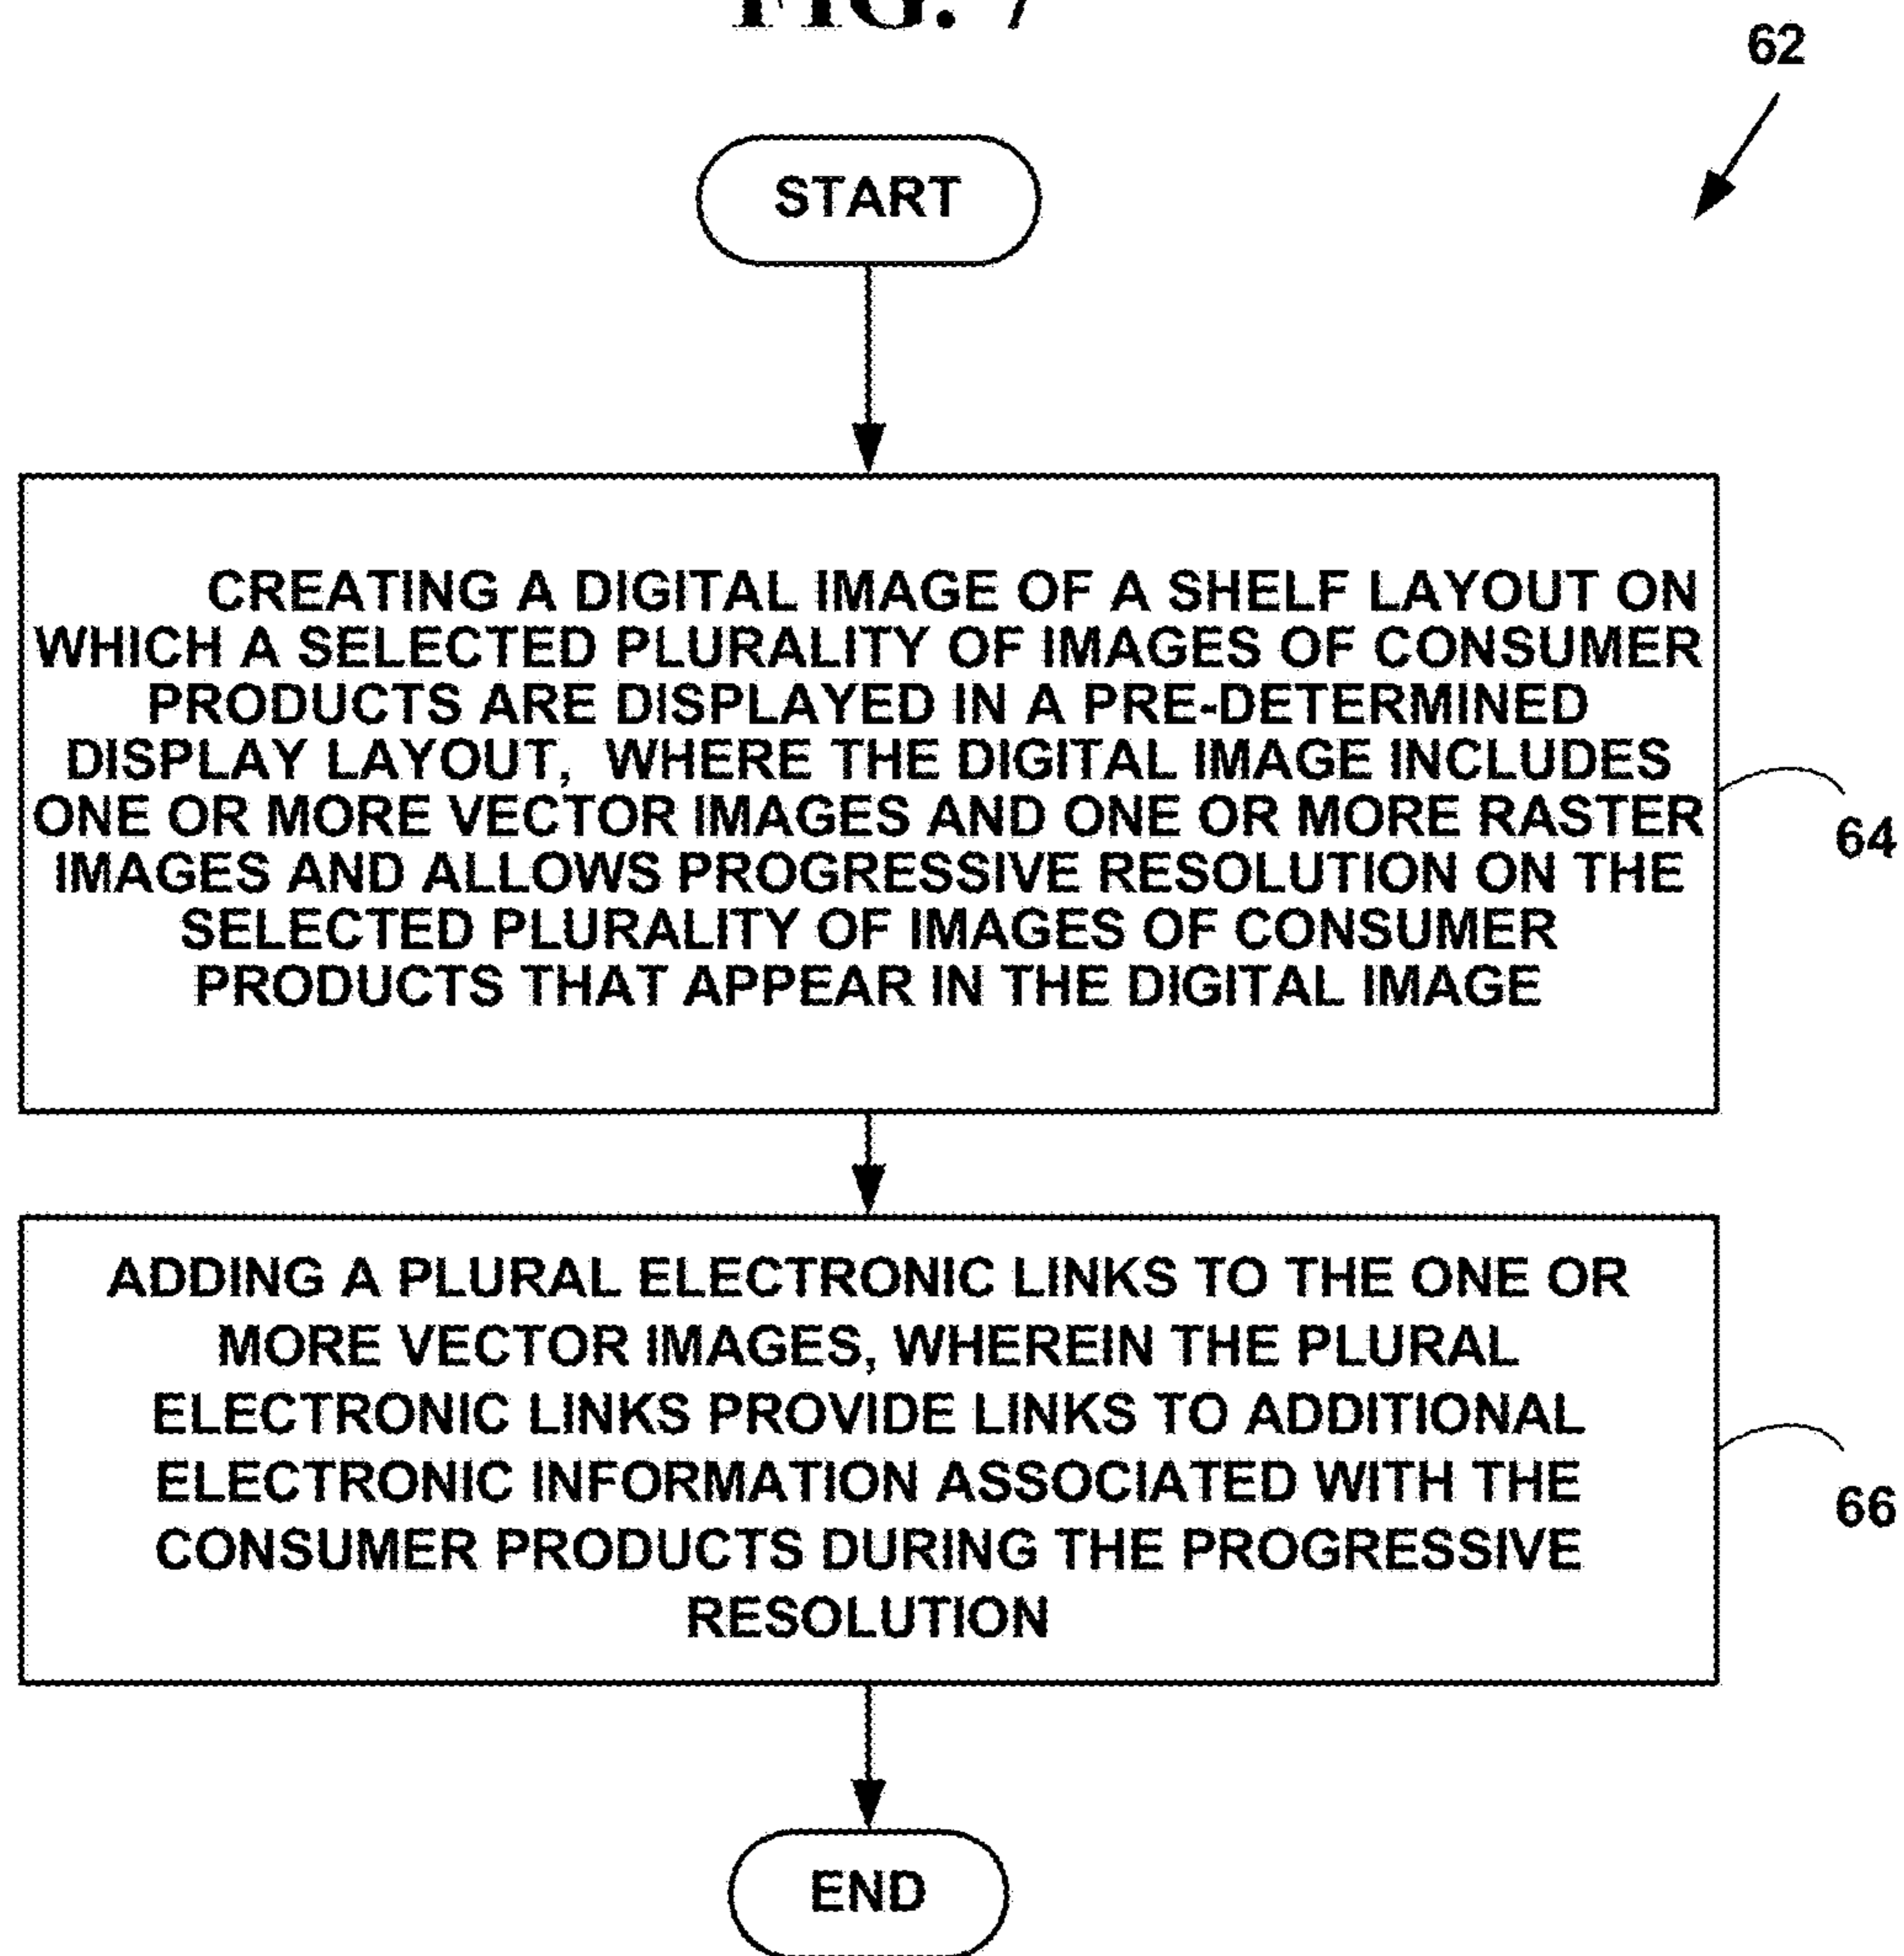 FIG. 7
62
START
CREATING A DIGITAL IMAGE OF A SHELF LAYOUT ON
WHICH A SELECTED PLURALITY OF IMAGES OF CONSUMER
PRODUCTS ARE DISPLAYED IN A PRE-DETERMINED
DISPLAY LAYOUT, WHERE THE DIGITAL IMAGE INCLUDES
ONE OR MORE VECTOR IMAGES AND ONE OR MORE RASTER
IMAGES AND ALLOWS PROGRESSIVE RESOLUTION ON THE
SELECTED PLURALITY OF IMAGES OF CONSUMER
PRODUCTS THAT APPEAR IN THE DIGITAL IMAGE
64
ADDING A PLURAL ELECTRONIC LINKS TO THE ONE OR
MORE VECTOR IMAGES, WHEREIN THE PLURAL
ELECTRONIC LINKS PROVIDE LINKS TO ADDITIONAL
ELECTRONIC INFORMATION ASSOCIATED WITH THE
CONSUMER PRODUCTS DURING THE PROGRESSIVE
RESOLUTION
66
END